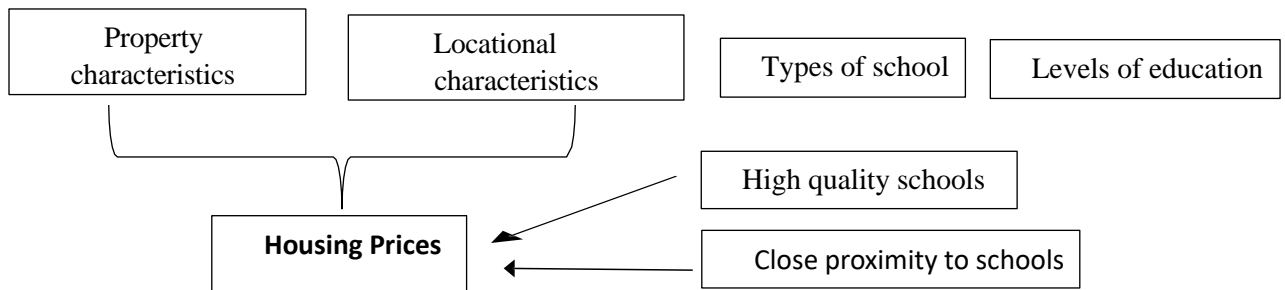 Property
characteristics
Locational
characteristics
Types of school
Levels of education
High quality schools
Housing Prices
Close proximity to schools